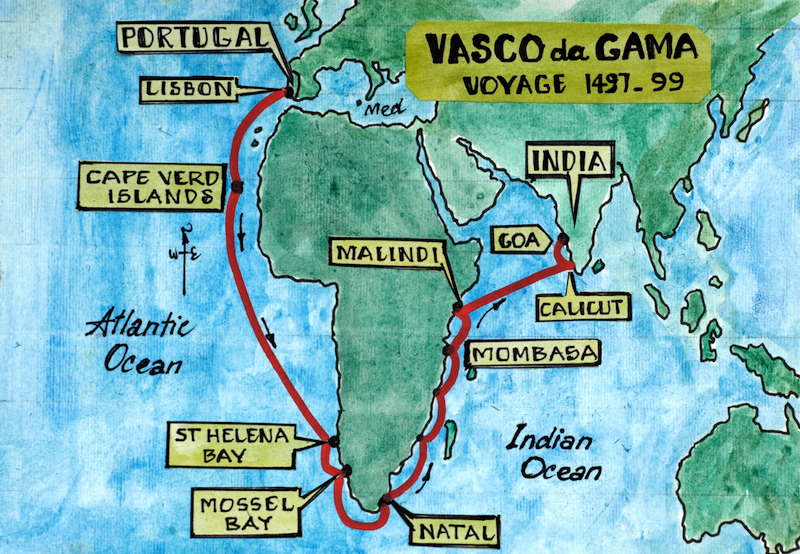 VASCO da GAMA
VOYAGE 1497-99
PORTUGAL
LISBON
Med
CAPE VERD
ISLANDS
INDIA
GOA
MALINDI
CALICUT
N
W E
Atlantic
Ocean
MOMBASA
ST HELENA
BAY
Indian
Ocean
MOSSEL
BAY
NATAL